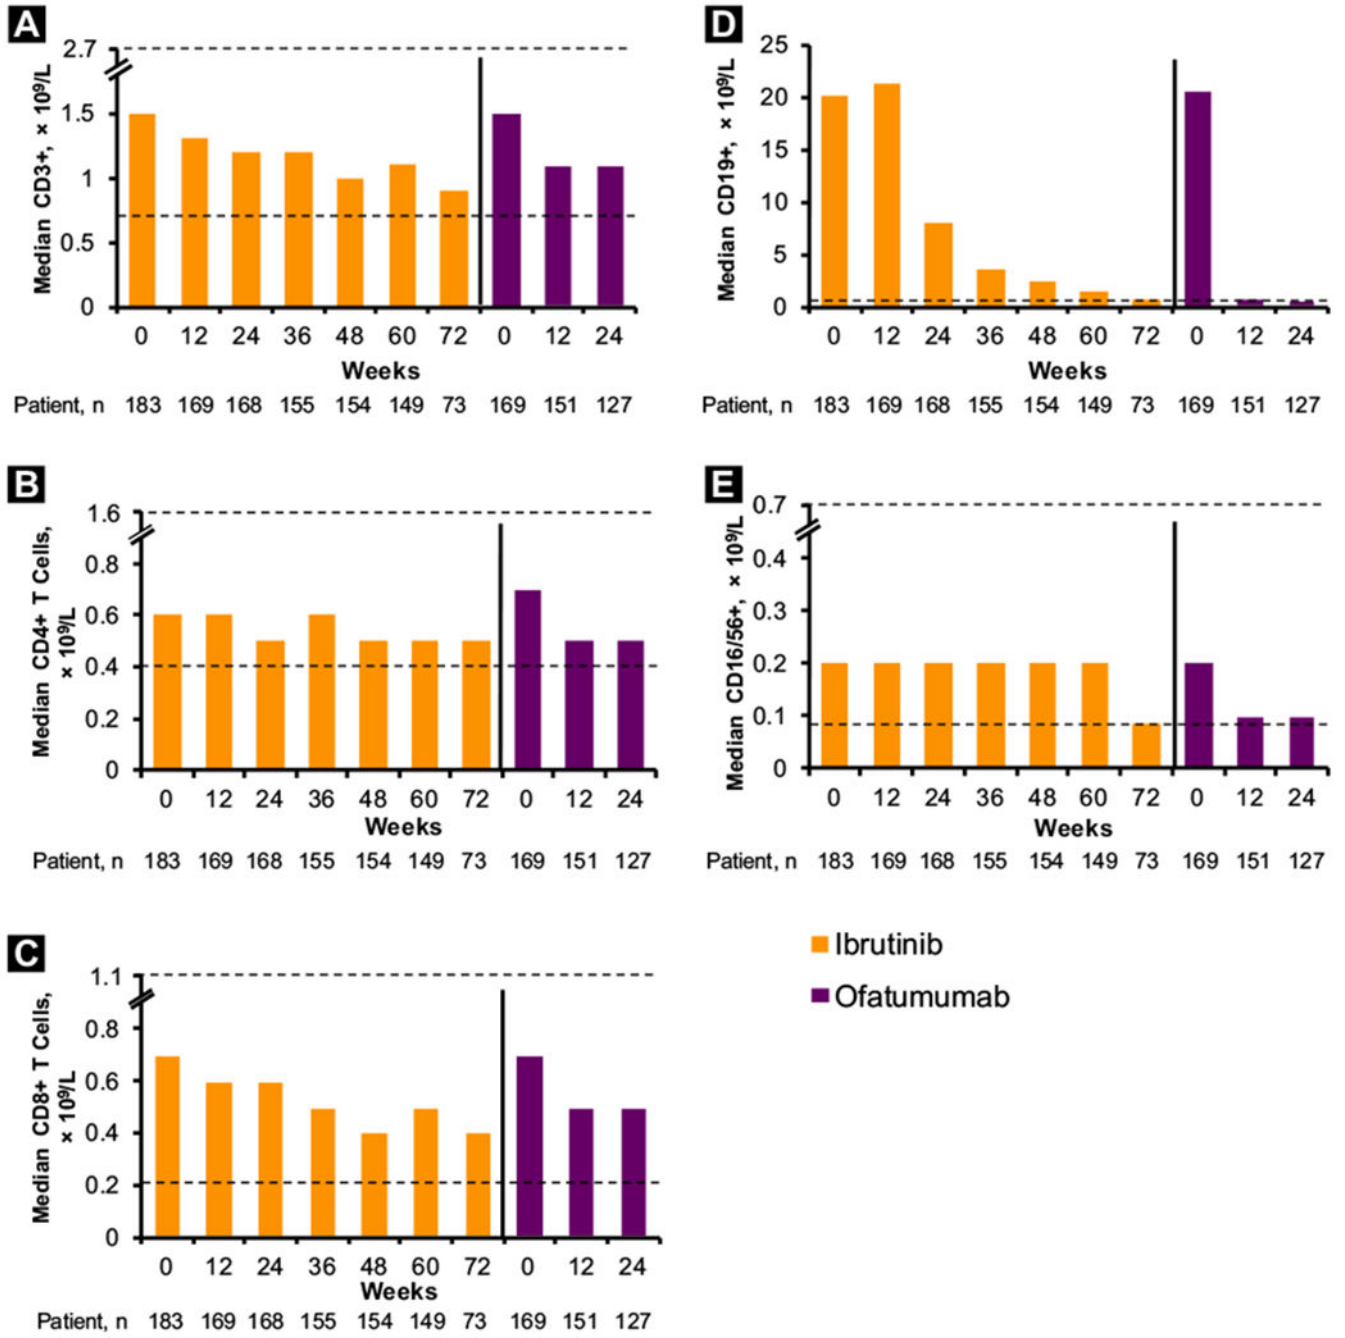 A
Median CD3+, × 10⁹/L
2.7
1.5
1
0.5
0
0 12 24 36 48 60 72 0 12 24
Weeks
Patient, n 183 169 168 155 154 149 73 169 151 127
D
Median CD19+, × 10⁹/L
25
20
15
10
5
0
0 12 24 36 48 60 72 0 12 24
Weeks
Patient, n 183 169 168 155 154 149 73 169 151 127
B
Median CD4+ T Cells,
× 10⁹/L
1.6
0.8
0.6
0.4
0.2
0
0 12 24 36 48 60 72 0 12 24
Weeks
Patient, n 183 169 168 155 154 149 73 169 151 127
E
Median CD16/56+, × 10⁹/L
0.7
0.4
0.3
0.2
0.1
0
0 12 24 36 48 60 72 0 12 24
Weeks
Patient, n 183 169 168 155 154 149 73 169 151 127
C
Median CD8+ T Cells,
× 10⁹/L
1.1
0.8
0.6
0.4
0.2
0
0 12 24 36 48 60 72 0 12 24
Weeks
Patient, n 183 169 168 155 154 149 73 169 151 127
Ibrutinib
Ofatumumab